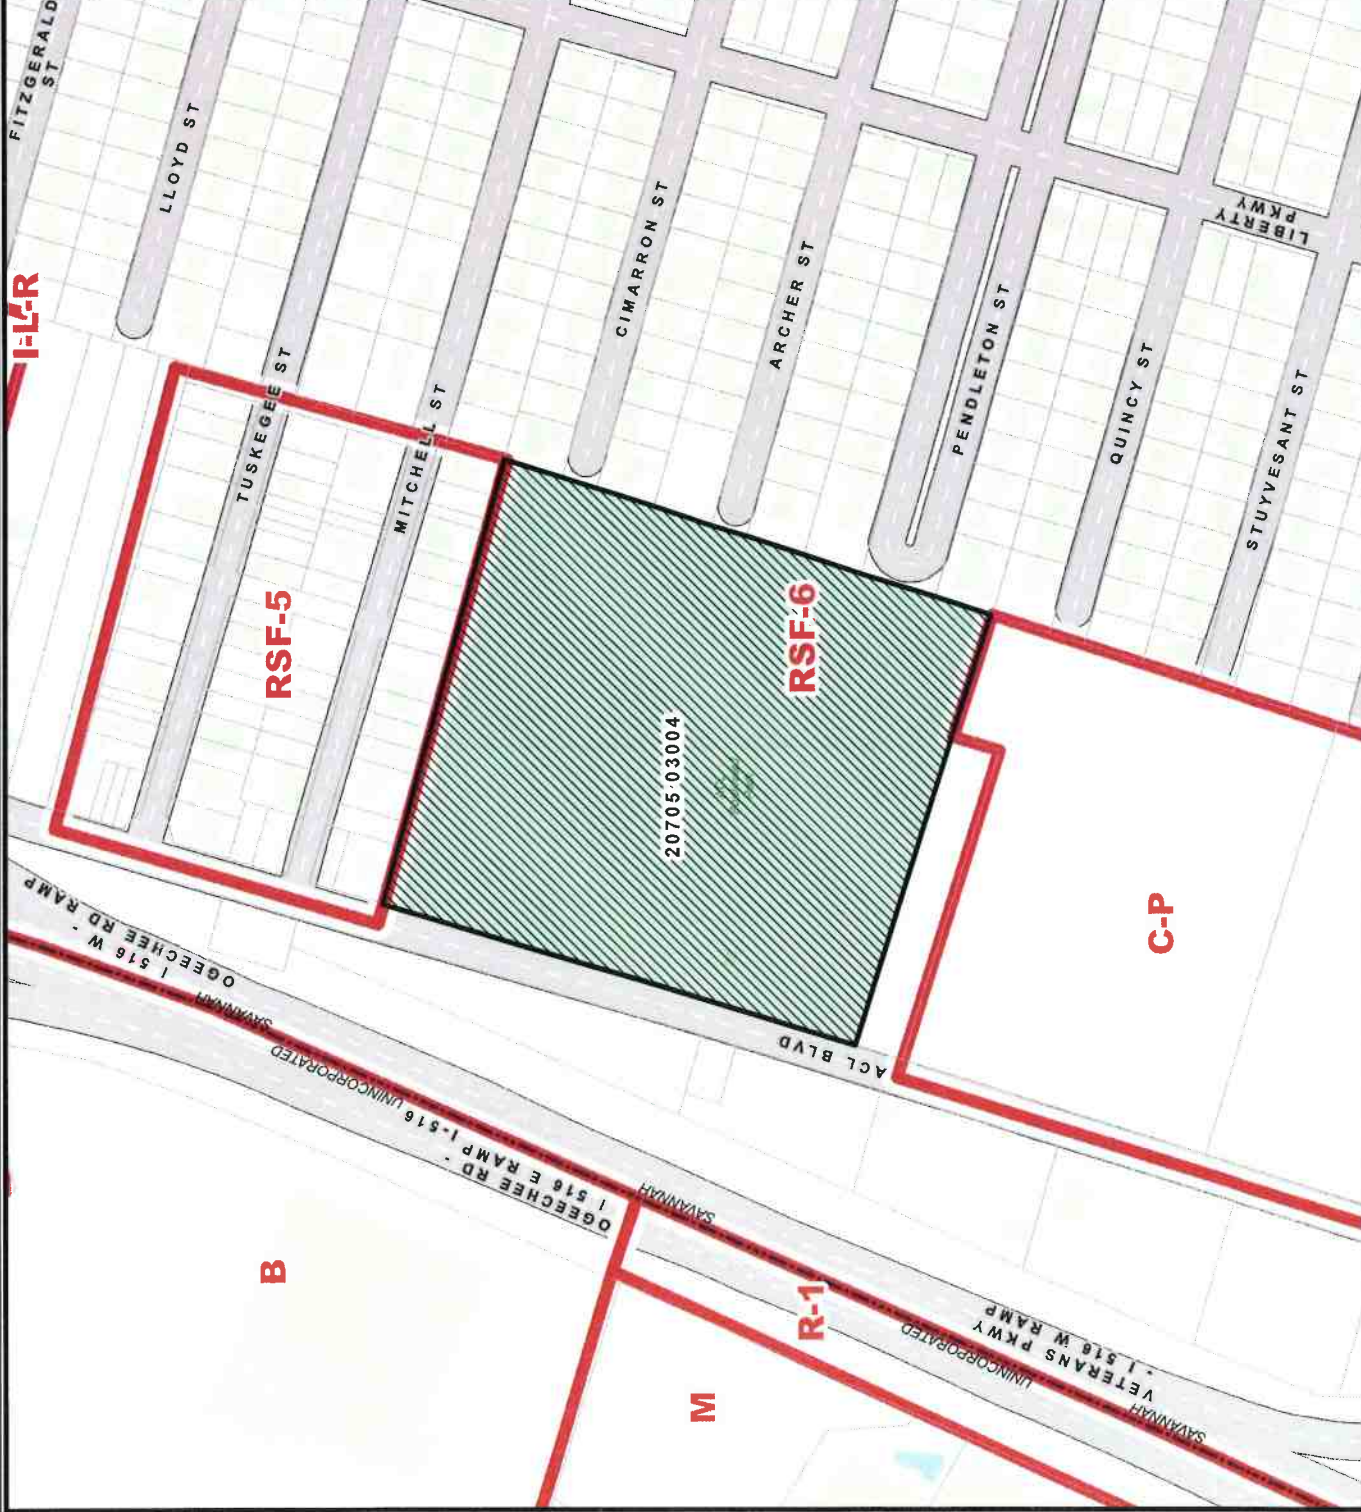 FITZGERALD
ST
LLOYD ST
I-L-R
TUSKEGEE ST
MITCHELL ST
CIMARRON ST
ARCHER ST
PENDLETON ST
QUINCY ST
LIBERTY
PKWY
STUYVESANT ST
RSF-5
RSF-6
20705 03004
C-P
ACL BLVD
I 516 W -
OGEECHEE RD RAMP
SAVANNAH
UNINCORPORATED
OGEECHEE RD -
I 516 E RAMP
I-516
SAVANNAH
B
R-1
M
UNINCORPORATED
VETERANS PKWY
- I 516 W RAMP
SAVANNAH